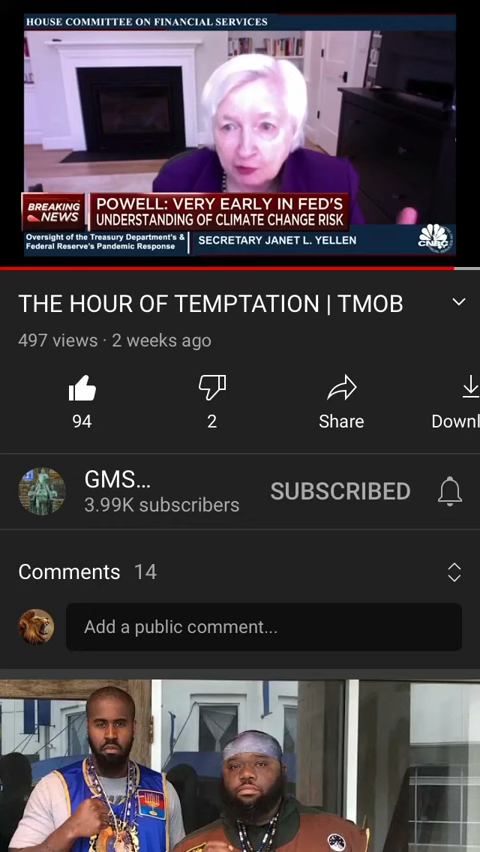 HOUSE COMMITTEE ON FINANCIAL SERVICES
BREAKING
NEWS
POWELL: VERY EARLY IN FED'S
UNDERSTANDING OF CLIMATE CHANGE RISK
Oversight of the Treasury Department's &
Federal Reserve's Pandemic Response
SECRETARY JANET L. YELLEN
CNBC
THE HOUR OF TEMPTATION | TMOB
497 views · 2 weeks ago
94
2
Share
Downl
GMS...
3.99K subscribers
SUBSCRIBED
Comments 14
Add a public comment...